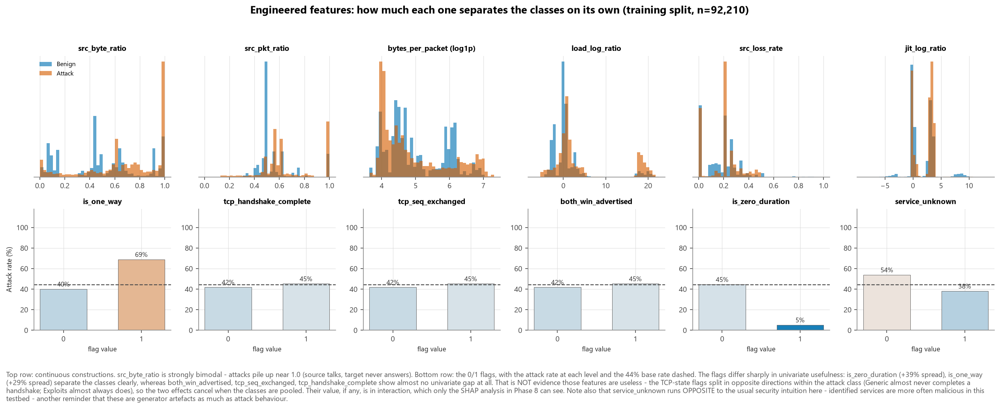 Engineered features: how much each one separates the classes on its own (training split, n=92,210)
src_byte_ratio
src_pkt_ratio
bytes_per_packet (log1p)
load_log_ratio
src_loss_rate
jit_log_ratio
Benign
Attack
0.0 0.2 0.4 0.6 0.8 1.0
0.0 0.2 0.4 0.6 0.8 1.0
4 5 6 7
0 10 20
0.0 0.2 0.4 0.6 0.8 1.0
−5 0 5 10
is_one_way
tcp_handshake_complete
tcp_seq_exchanged
both_win_advertised
is_zero_duration
service_unknown
Attack rate (%)
100
80
60
40
20
0
40%
69%
0 1
flag value
100
80
60
40
20
0
42%
45%
0 1
flag value
100
80
60
40
20
0
42%
45%
0 1
flag value
100
80
60
40
20
0
42%
45%
0 1
flag value
100
80
60
40
20
0
45%
5%
0 1
flag value
100
80
60
40
20
0
54%
38%
0 1
flag value
Top row: continuous constructions. src_byte_ratio is strongly bimodal - attacks pile up near 1.0 (source talks, target never answers). Bottom row: the 0/1 flags, with the attack rate at each level and the 44% base rate dashed. The flags differ sharply in univariate usefulness: is_zero_duration (+39% spread), is_one_way
(+29% spread) separate the classes clearly, whereas both_win_advertised, tcp_seq_exchanged, tcp_handshake_complete show almost no univariate gap at all. That is NOT evidence those features are useless - the TCP-state flags split in opposite directions within the attack class (Generic almost never completes a
handshake; Exploits almost always does), so the two effects cancel when the classes are pooled. Their value, if any, is in interaction, which only the SHAP analysis in Phase 8 can see. Note also that service_unknown runs OPPOSITE to the usual security intuition here - identified services are more often malicious in this
testbed - another reminder that these are generator artefacts as much as attack behaviour.